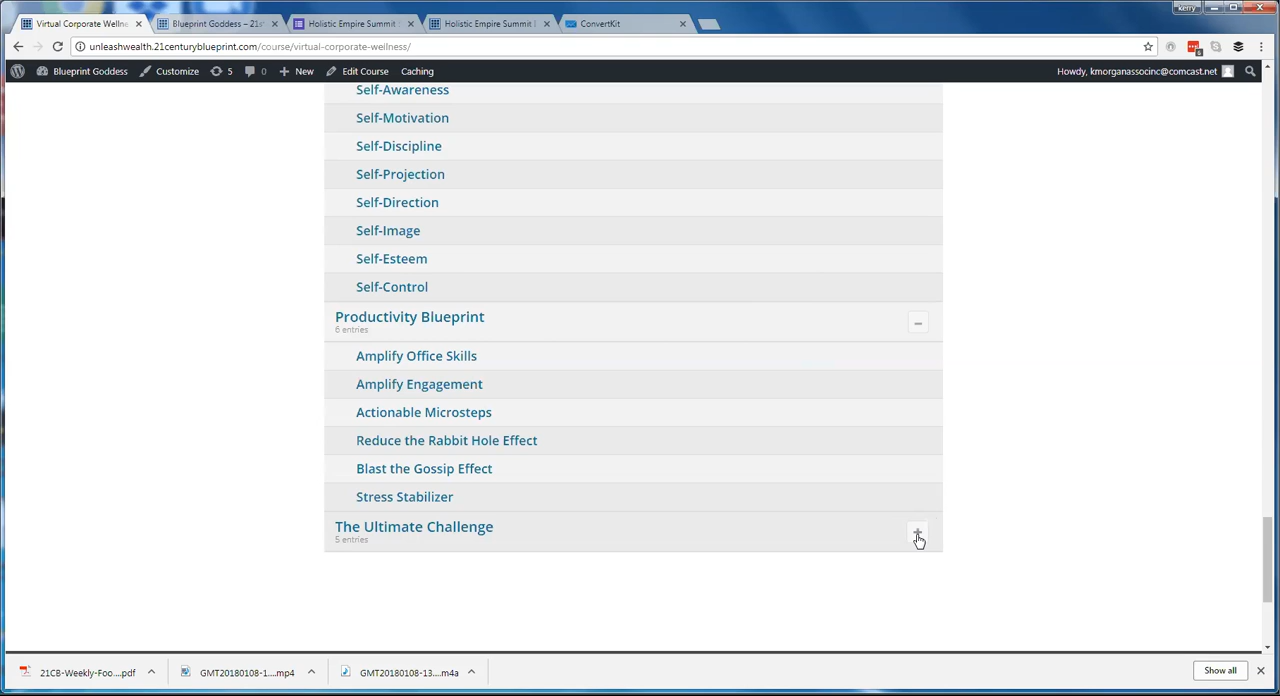 kerry
Virtual Corporate Wellne
Blueprint Goddess – 21s
Holistic Empire Summit
Holistic Empire Summit
ConvertKit
unleashwealth.21centuryblueprint.com/course/virtual-corporate-wellness/
6
Blueprint Goddess
Customize
5
0
New
Edit Course
Caching
Howdy, kmorganassocinc@comcast.net
Self-Awareness
Self-Motivation
Self-Discipline
Self-Projection
Self-Direction
Self-Image
Self-Esteem
Self-Control
Productivity Blueprint
6 entries
Amplify Office Skills
Amplify Engagement
Actionable Microsteps
Reduce the Rabbit Hole Effect
Blast the Gossip Effect
Stress Stabilizer
The Ultimate Challenge
5 entries
21CB-Weekly-Foo....pdf
GMT20180108-1....mp4
GMT20180108-13....m4a
Show all